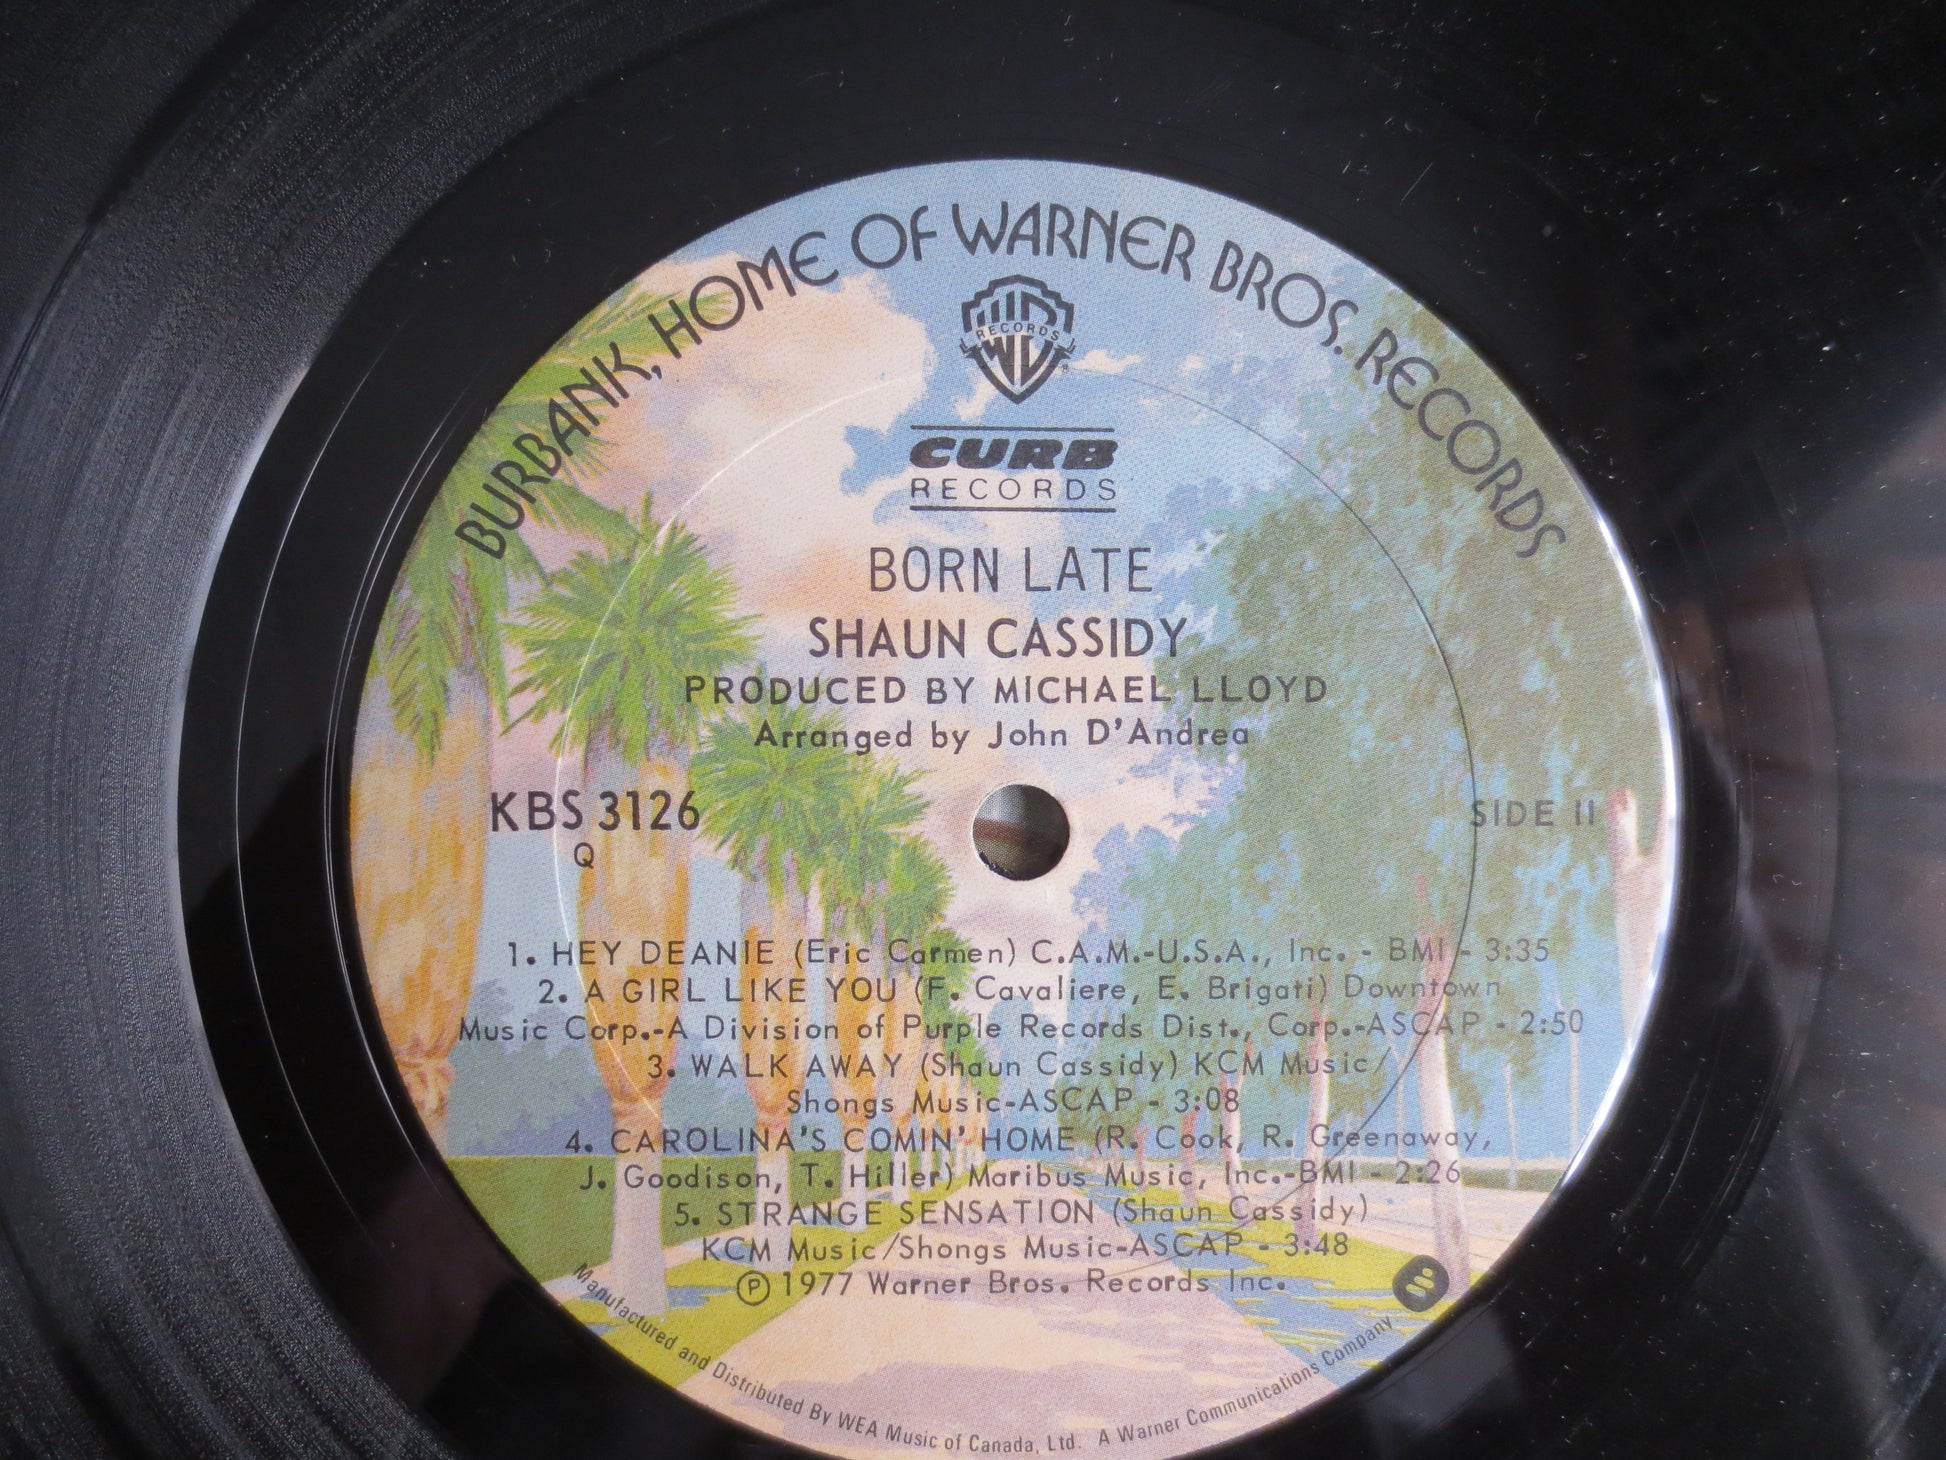 BURBANK, HOME OF WARNER BROS. RECORDS
RECORDS
CURB
RECORDS
BORN LATE
SHAUN CASSIDY
PRODUCED BY MICHAEL LLOYD
Arranged by John D'Andrea
KBS 3126
SIDE II
Q
1. HEY DEANIE (Eric Carmen) C.A.M.-U.S.A., Inc. - BMI - 3:35
2. A GIRL LIKE YOU (F. Cavaliere, E. Brigati) Downtown
Music Corp.-A Division of Purple Records Dist., Corp.-ASCAP - 2:50
3. WALK AWAY (Shaun Cassidy) KCM Music/
Shongs Music-ASCAP - 3:08
4. CAROLINA'S COMIN' HOME (R. Cook, R. Greenaway,
J. Goodison, T. Hiller) Maribus Music, Inc.-BMI - 2:26
5. STRANGE SENSATION (Shaun Cassidy)
KCM Music/Shongs Music-ASCAP - 3:48
Ⓟ 1977 Warner Bros. Records Inc.
Manufactured and Distributed By WEA Music of Canada, Ltd. A Warner Communications Company